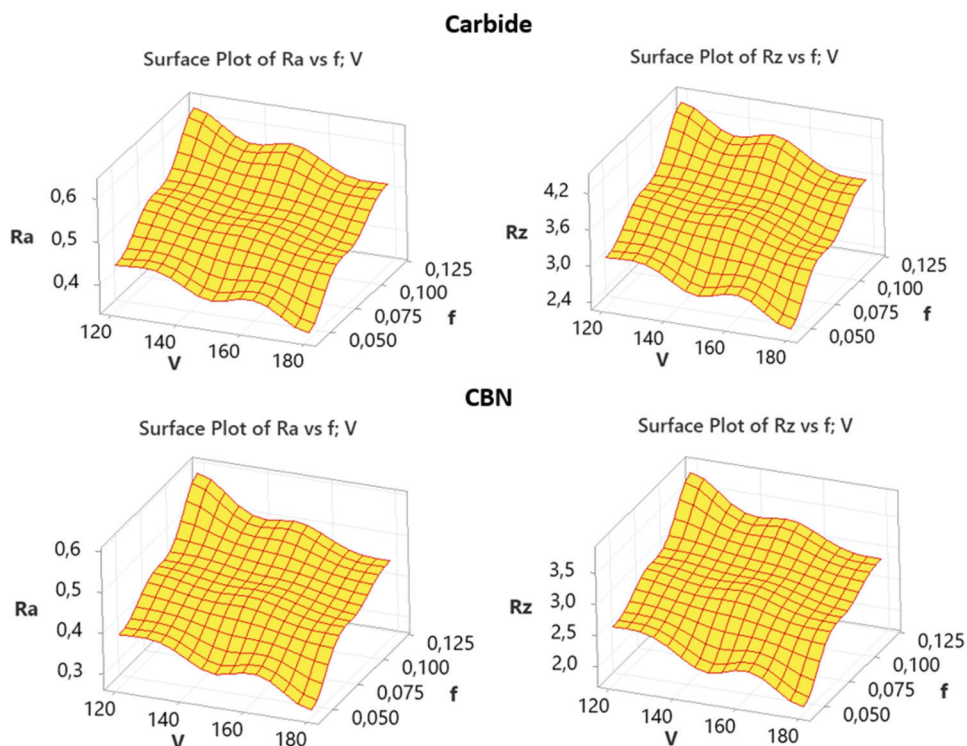 Carbide
Surface Plot of Ra vs f; V
0,6
Ra
0,5
0,4
120
140
V
160
180
0,050
0,075
f
0,100
0,125
Surface Plot of Rz vs f; V
4,2
3,6
Rz
3,0
2,4
120
140
V
160
180
0,050
0,075
f
0,100
0,125
CBN
Surface Plot of Ra vs f; V
0,6
0,5
Ra
0,4
0,3
120
140
V
160
180
0,050
0,075
f
0,100
0,125
Surface Plot of Rz vs f; V
3,5
Rz
3,0
2,5
2,0
120
140
V
160
180
0,050
0,075
f
0,100
0,125